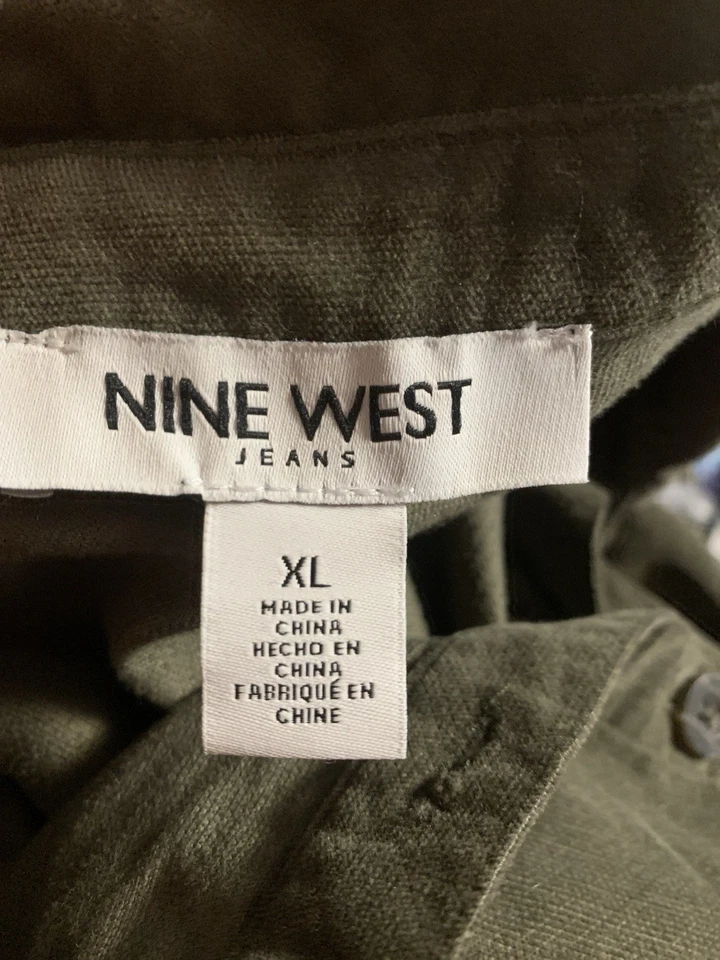 NINE WEST
JEANS
XL
MADE IN
CHINA
HECHO EN
CHINA
FABRIQUÉ EN
CHINE